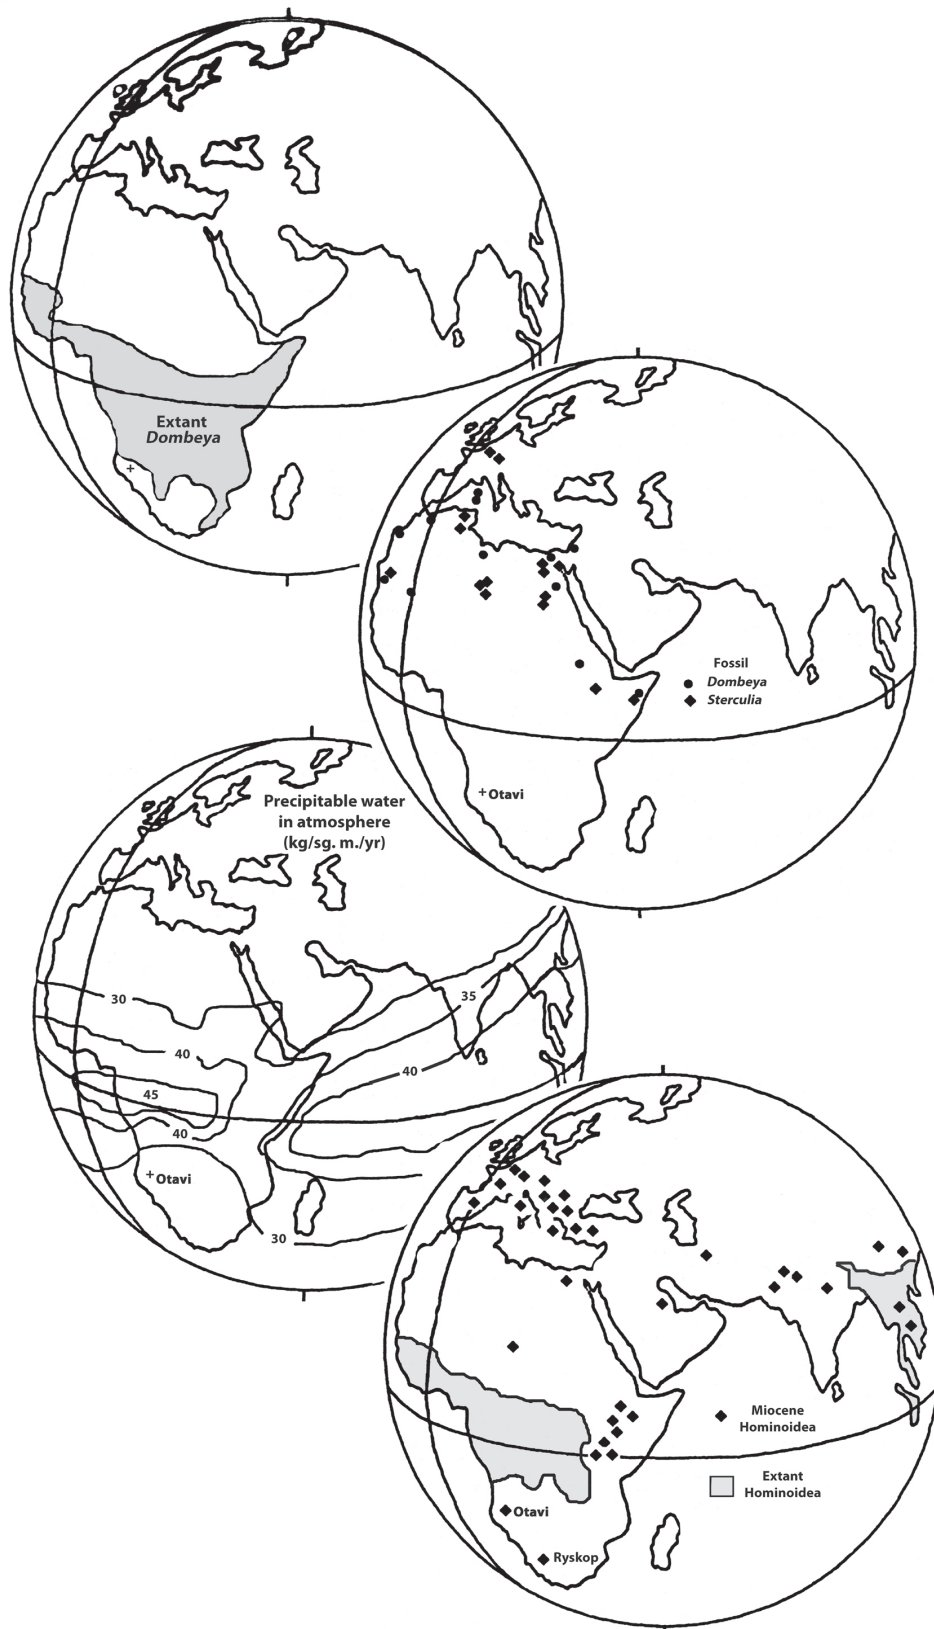 Extant
Dombeya
+
Fossil
Dombeya
Sterculia
+Otavi
Precipitable water
in atmosphere
(kg/sg. m./yr)
30
35
40
40
45
40
+Otavi
30
Miocene
Hominoidea
Extant
Hominoidea
Otavi
Ryskop